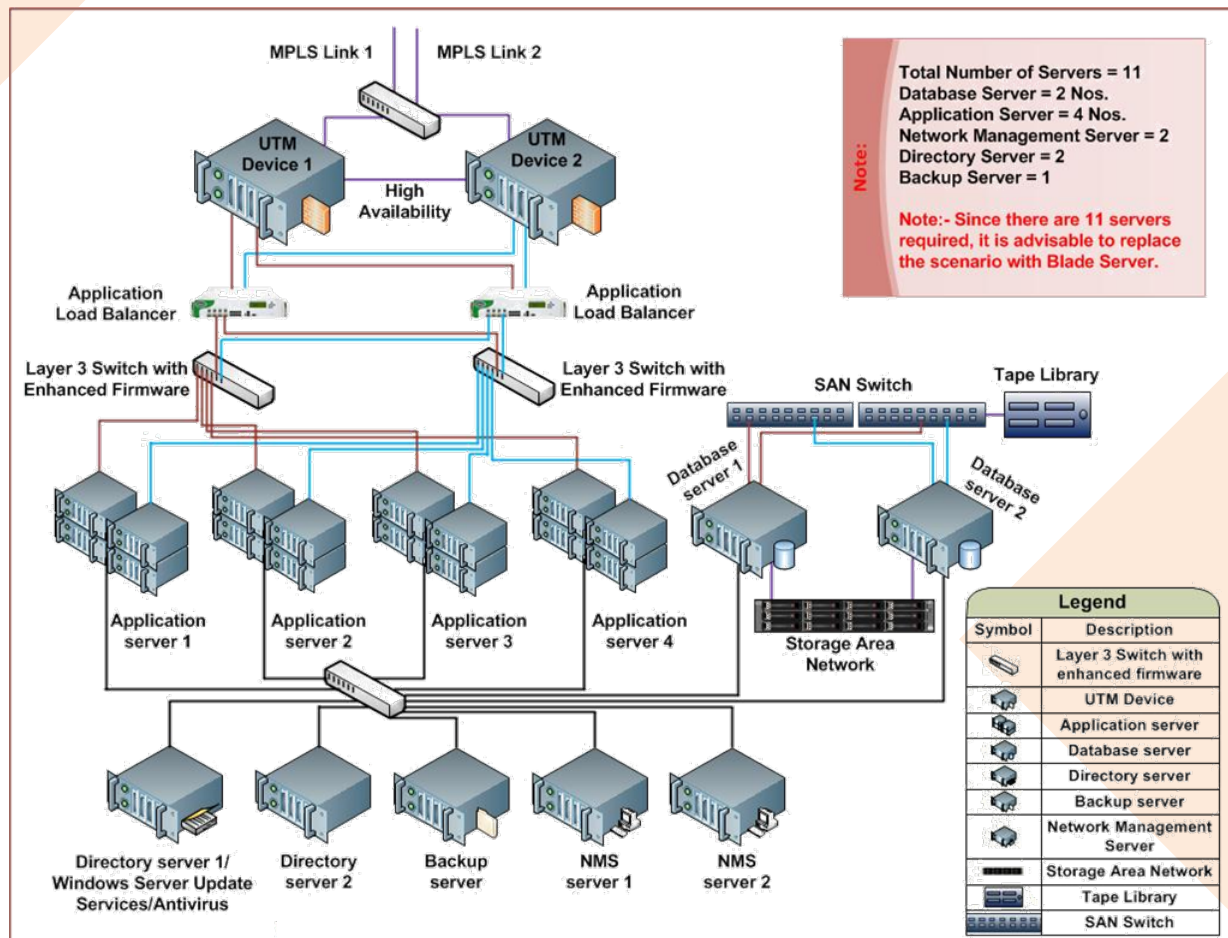 MPLS Link 1
MPLS Link 2
UTM
Device 1
UTM
Device 2
High
Availability
Note:
Total Number of Servers = 11
Database Server = 2 Nos.
Application Server = 4 Nos.
Network Management Server = 2
Directory Server = 2
Backup Server = 1
Note:- Since there are 11 servers
required, it is advisable to replace
the scenario with Blade Server.
Application
Load Balancer
Application
Load Balancer
Layer 3 Switch with
Enhanced Firmware
Layer 3 Switch with
Enhanced Firmware
SAN Switch
Tape Library
Database
server 1
Database
server 2
Application
server 1
Application
server 2
Application
server 3
Application
server 4
Storage Area
Network
Directory server 1/
Windows Server Update
Services/Antivirus
Directory
server 2
Backup
server
NMS
server 1
NMS
server 2
Legend
Symbol
Description
Layer 3 Switch with
enhanced firmware
UTM Device
Application server
Database server
Directory server
Backup server
Network Management
Server
Storage Area Network
Tape Library
SAN Switch